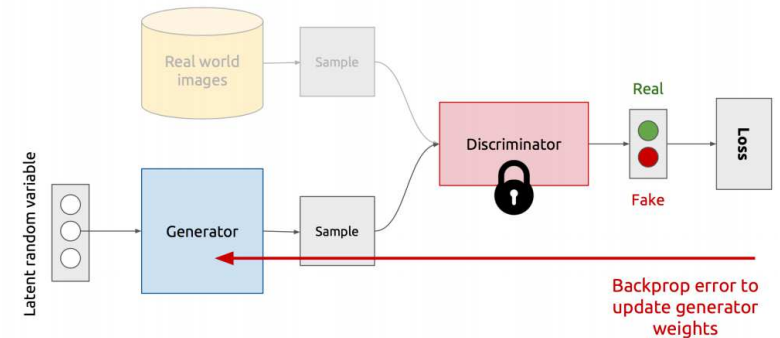 Real world
images
Sample
Real
Discriminator
Loss
Fake
Latent random variable
Generator
Sample
Backprop error to
update generator
weights